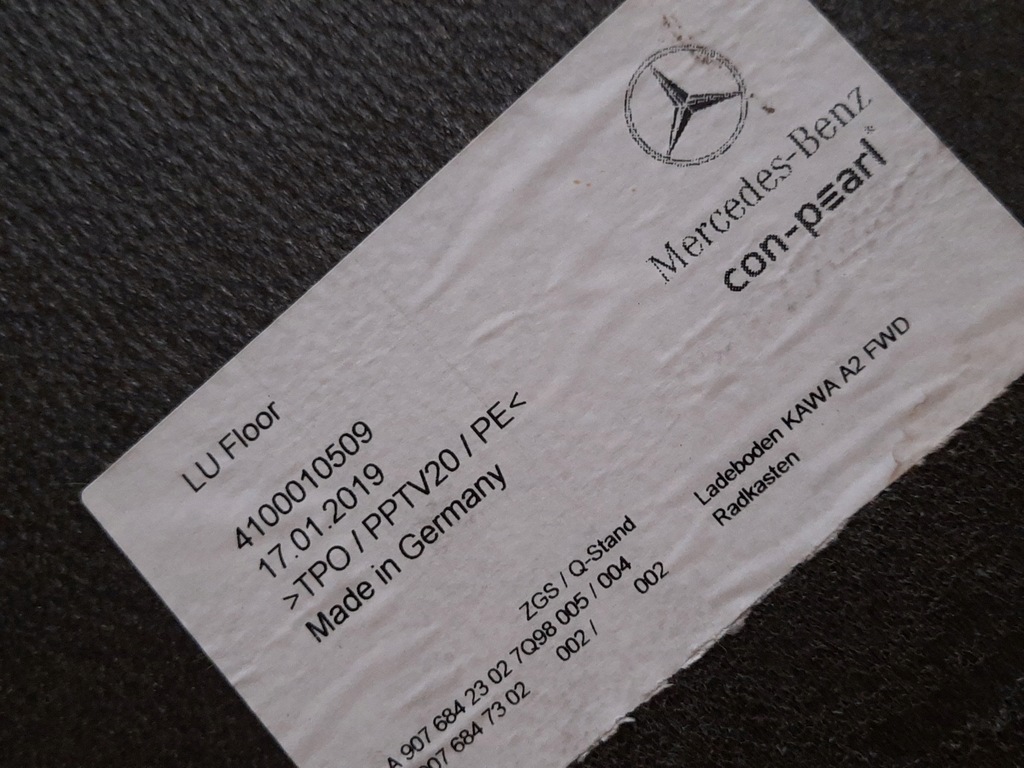 Mercedes-Benz
con-pearl
LU Floor
4100010509
17.01.2019
>TPO / PPTV20 / PE<
Made in Germany
ZGS / Q-Stand
A 907 684 23 02 7Q98 005 / 004
Ladeboden KAWA A2 FWD
907 684 73 02 002 / 002
Radkasten